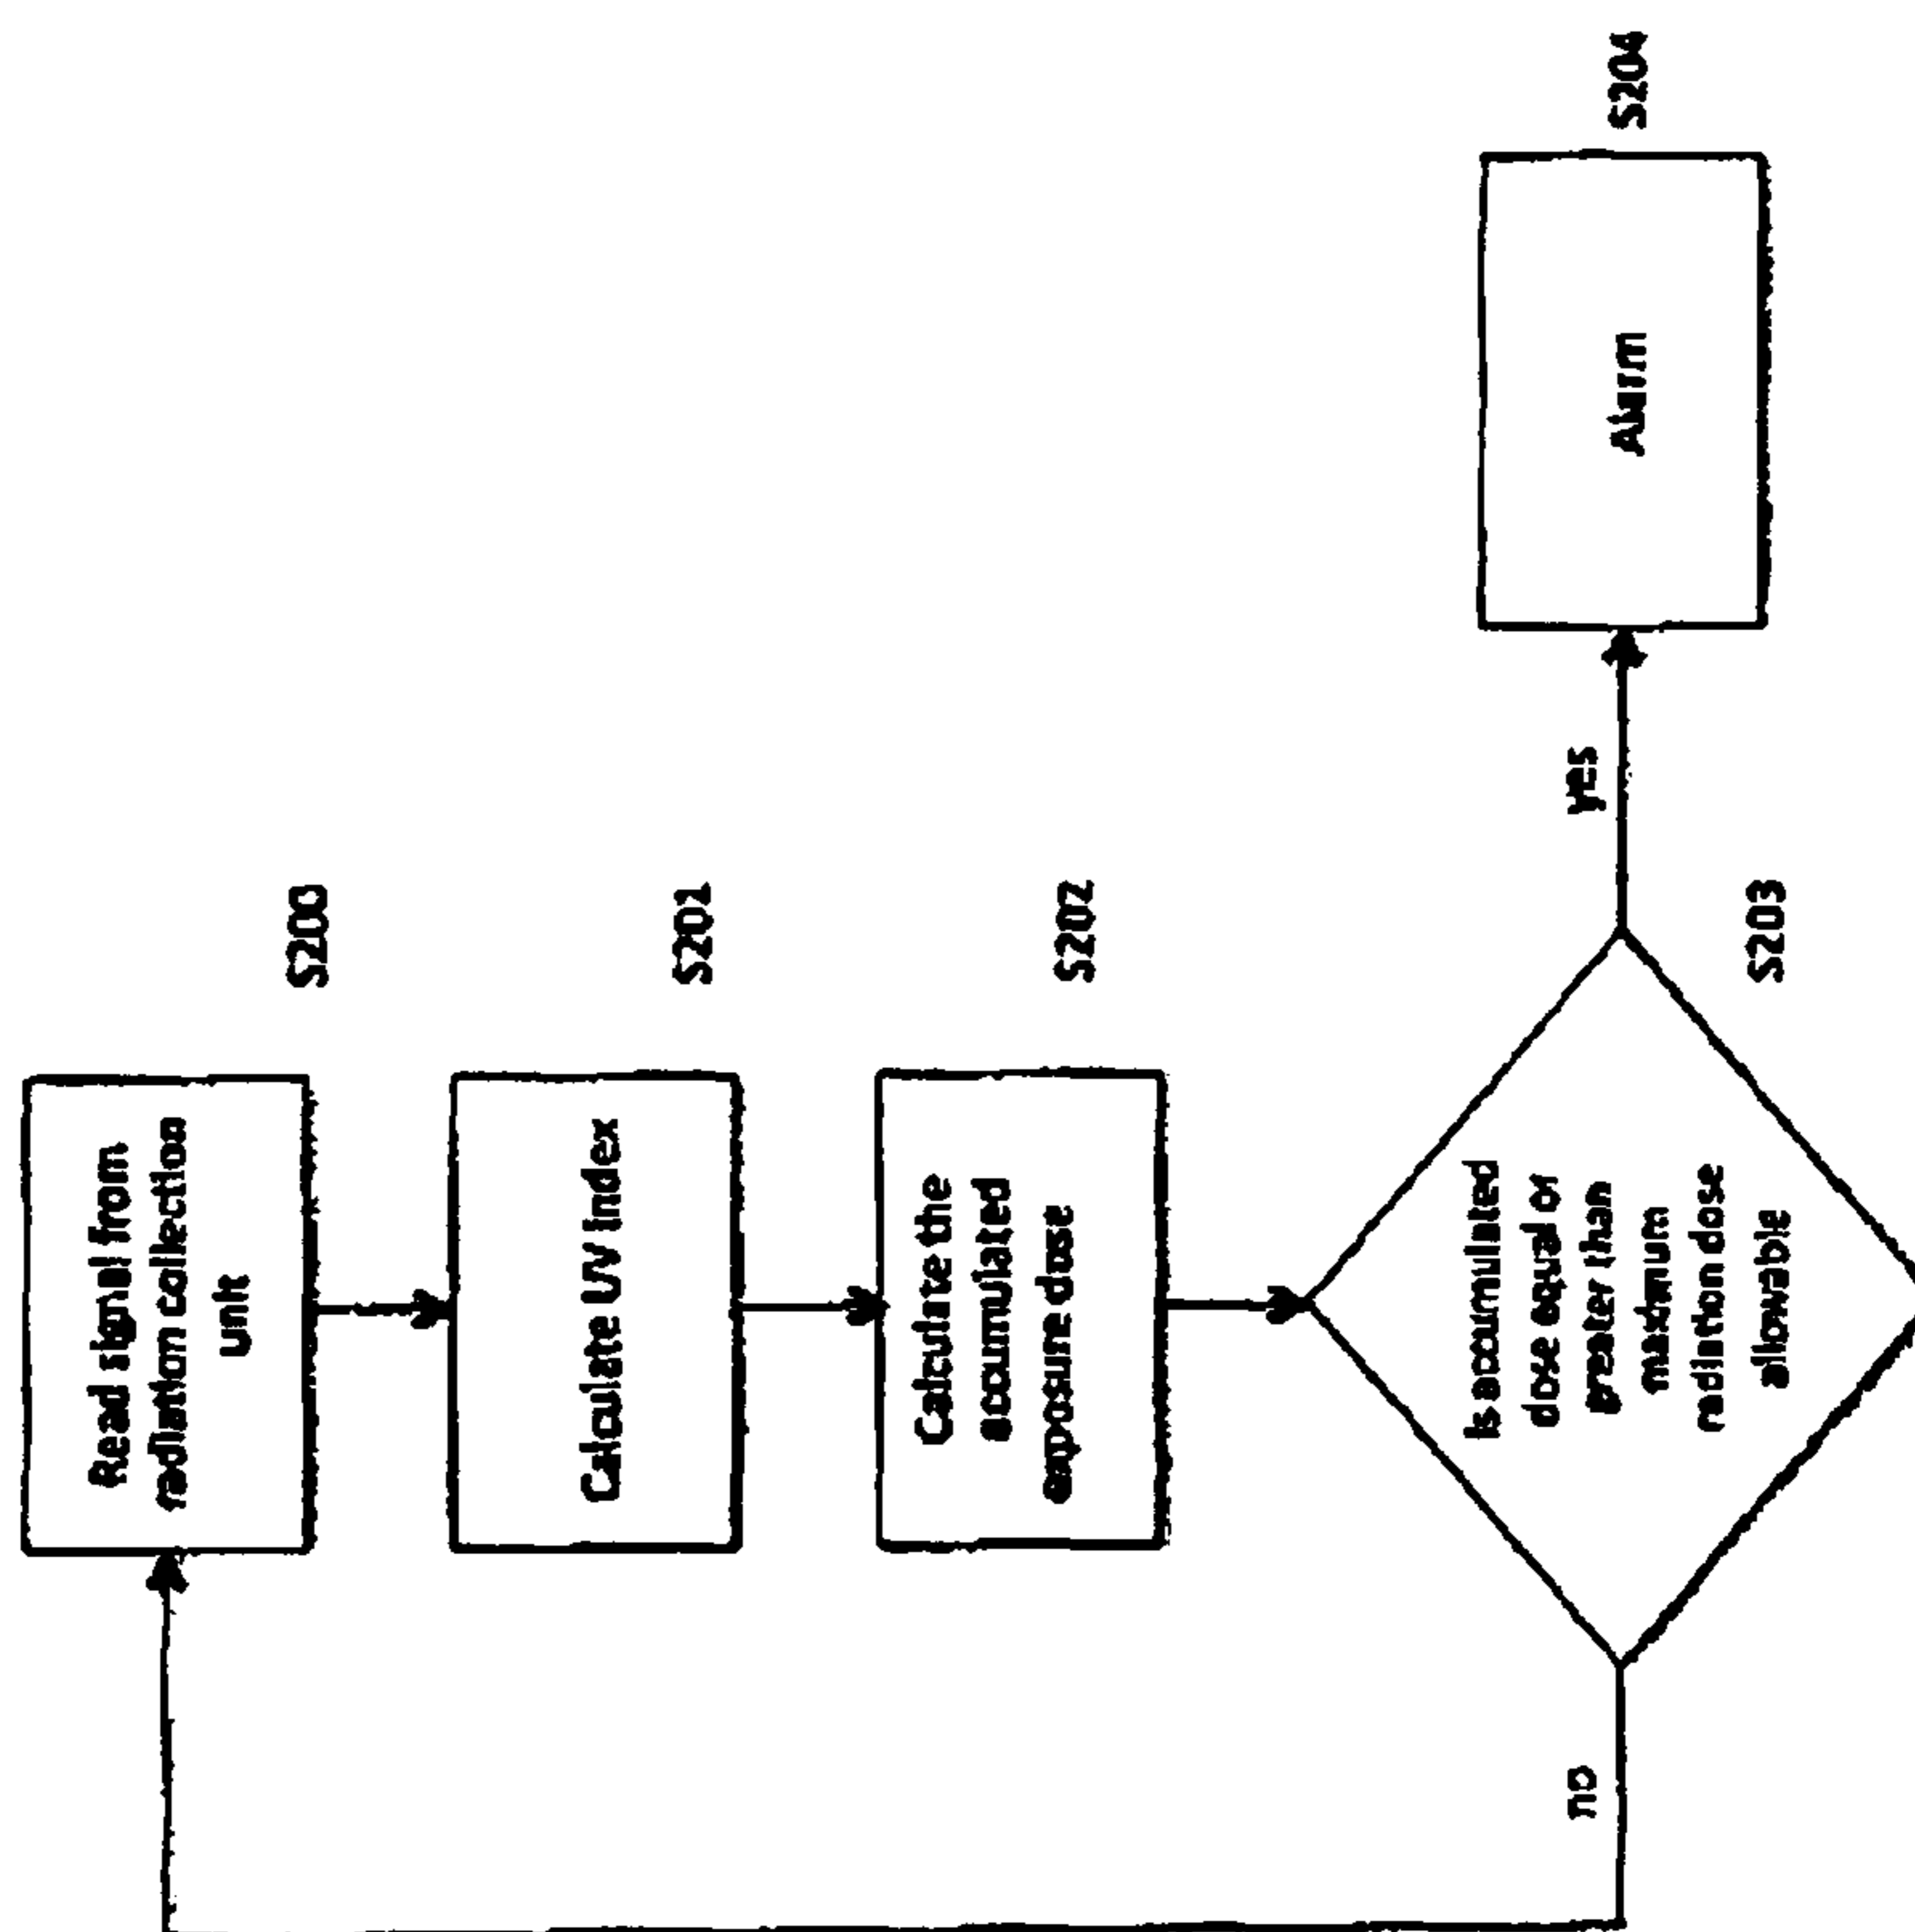 Read signal from
radiation collection
unit
S200
Calculate UV index
S201
Calculate the
accumulated
exposure dose
S202
Is accumulated
dose equal or
greater than
maximum
radiation dose
allowable
S203
yes
no
Alarm
S204